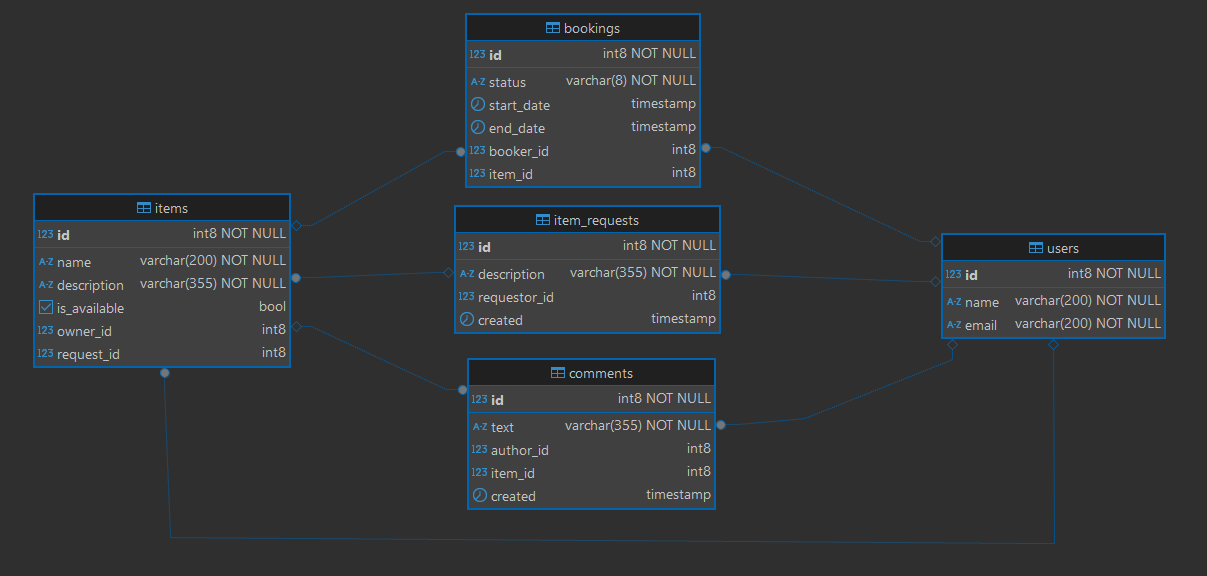 bookings
123 id int8 NOT NULL
A-Z status varchar(8) NOT NULL
start_date timestamp
end_date timestamp
123 booker_id int8
123 item_id int8
items
123 id int8 NOT NULL
A-Z name varchar(200) NOT NULL
A-Z description varchar(355) NOT NULL
is_available bool
123 owner_id int8
123 request_id int8
item_requests
123 id int8 NOT NULL
A-Z description varchar(355) NOT NULL
123 requestor_id int8
created timestamp
users
123 id int8 NOT NULL
A-Z name varchar(200) NOT NULL
A-Z email varchar(200) NOT NULL
comments
123 id int8 NOT NULL
A-Z text varchar(355) NOT NULL
123 author_id int8
123 item_id int8
created timestamp